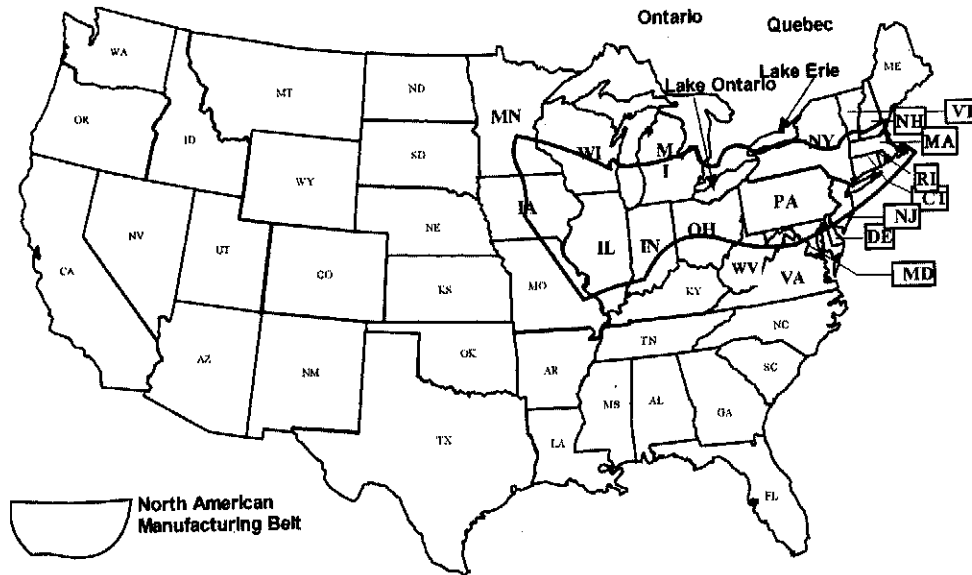 Ontario
Quebec
Lake Erie
Lake Ontario
WA
OR
ID
MT
ND
MN
SD
WY
WI
M
I
NY
ME
VT
NH
MA
RI
CT
NJ
DE
MD
PA
OH
IN
IL
IA
NE
NV
UT
CO
CA
KS
MO
WV
VA
KY
NC
TN
SC
AZ
NM
OK
AR
MS
AL
GA
TX
LA
FL
North American
Manufacturing Belt